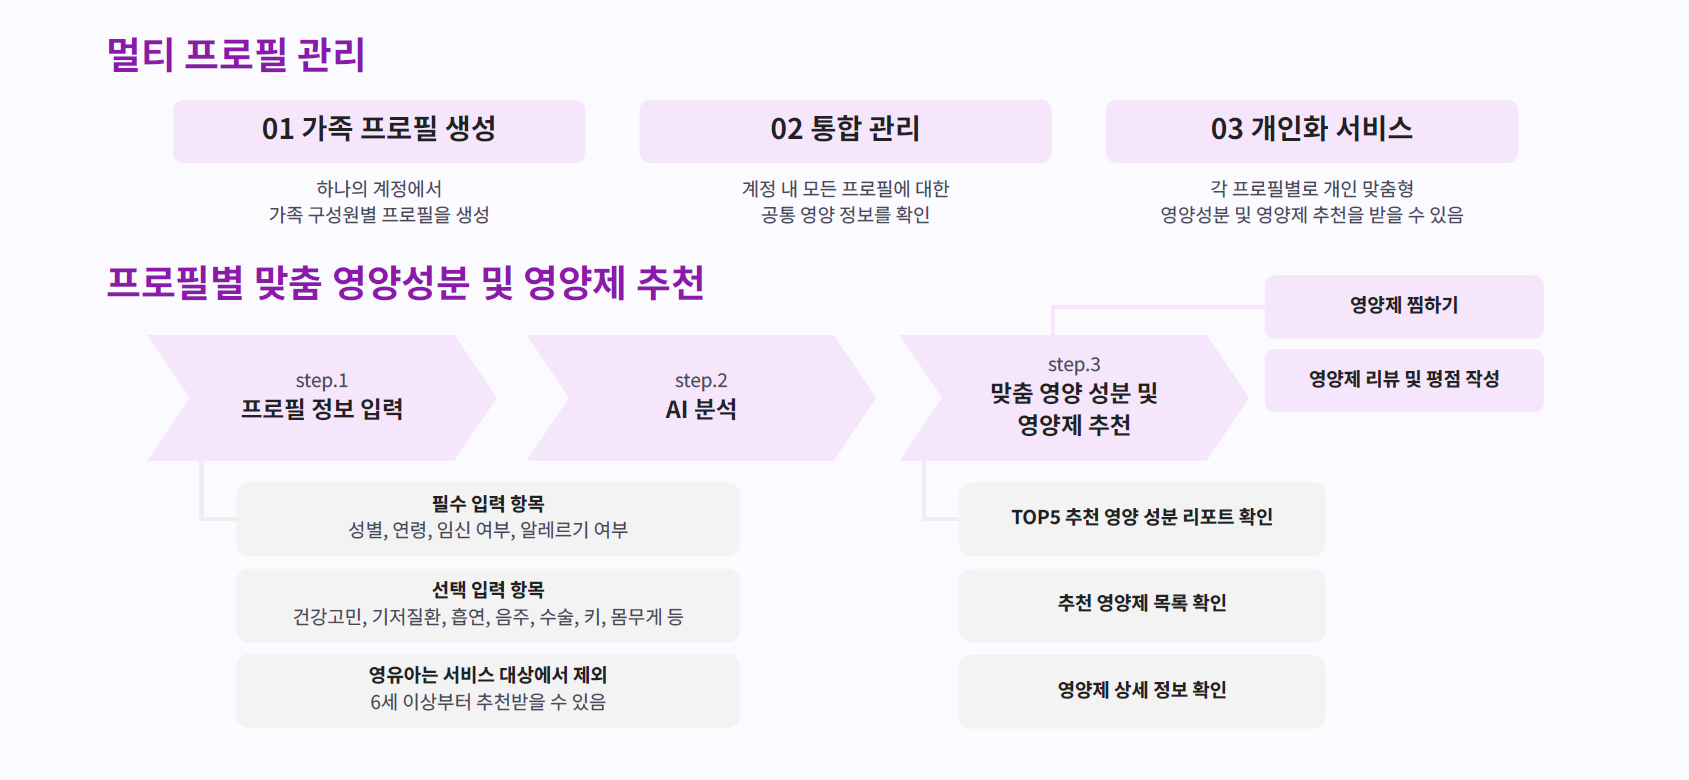 멀티 프로필 관리
01 가족 프로필 생성
하나의 계정에서
가족 구성원별 프로필을 생성
02 통합 관리
계정 내 모든 프로필에 대한
공통 영양 정보를 확인
03 개인화 서비스
각 프로필별로 개인 맞춤형
영양성분 및 영양제 추천을 받을 수 있음
프로필별 맞춤 영양성분 및 영양제 추천
step.1
프로필 정보 입력
필수 입력 항목
성별, 연령, 임신 여부, 알레르기 여부
선택 입력 항목
건강고민, 기저질환, 흡연, 음주, 수술, 키, 몸무게 등
영유아는 서비스 대상에서 제외
6세 이상부터 추천받을 수 있음
step.2
AI 분석
step.3
맞춤 영양 성분 및
영양제 추천
영양제 찜하기
영양제 리뷰 및 평점 작성
TOP5 추천 영양 성분 리포트 확인
추천 영양제 목록 확인
영양제 상세 정보 확인